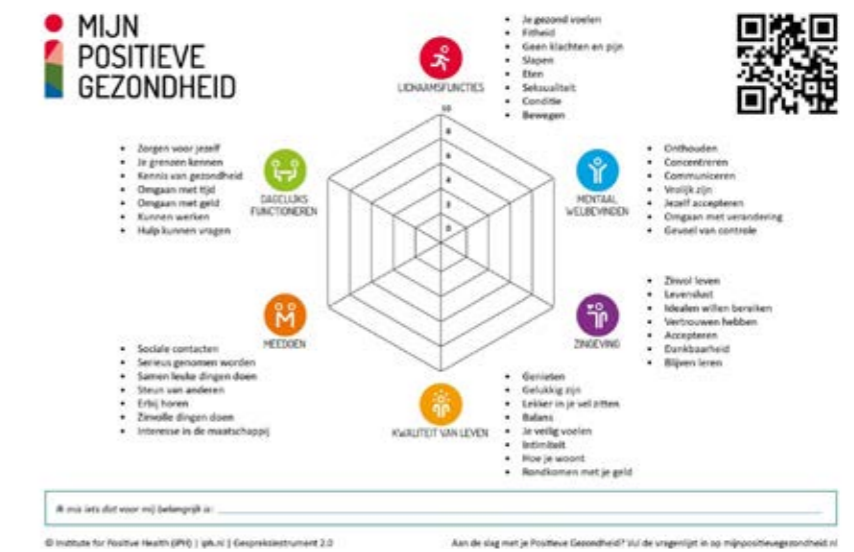 MIJN
POSITIEVE
GEZONDHEID
LICHAAMSFUNCTIES
• Je gezond voelen
• Fitheid
• Geen klachten en pijn
• Slapen
• Eten
• Seksualiteit
• Conditie
• Bewegen
10
8
6
4
2
0
MENTAAL
WELBEVINDEN
• Onthouden
• Concentreren
• Communiceren
• Vrolijk zijn
• Jezelf accepteren
• Omgaan met verandering
• Gevoel van controle
ZINGEVING
• Zinvol leven
• Levenslust
• Idealen willen bereiken
• Vertrouwen hebben
• Accepteren
• Dankbaarheid
• Blijven leren
KWALITEIT VAN LEVEN
• Genieten
• Gelukkig zijn
• Lekker in je vel zitten
• Balans
• Je veilig voelen
• Intimiteit
• Hoe je woont
• Rondkomen met je geld
MEEDOEN
• Sociale contacten
• Serieus genomen worden
• Samen leuke dingen doen
• Steun van anderen
• Erbij horen
• Zinvolle dingen doen
• Interesse in de maatschappij
DAGELIJKS
FUNCTIONEREN
• Zorgen voor jezelf
• Je grenzen kennen
• Kennis van gezondheid
• Omgaan met tijd
• Omgaan met geld
• Kunnen werken
• Hulp kunnen vragen
Ik mis iets dat voor mij belangrijk is:
© Institute for Positive Health (iPH) | iph.nl | Gespreksinstrument 2.0
Aan de slag met je Positieve Gezondheid? Vul de vragenlijst in op mijnpositievegezondheid.nl